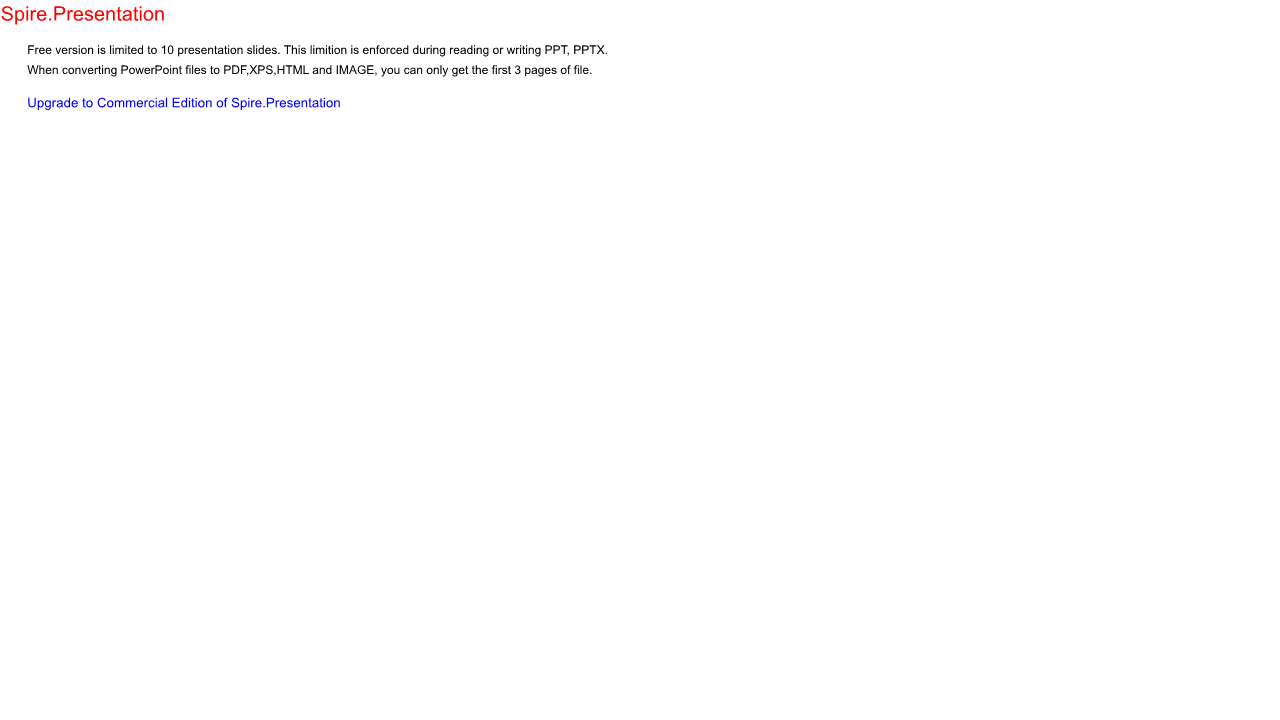 Spire.Presentation
Free version is limited to 10 presentation slides. This limition is enforced during reading or writing PPT, PPTX.
When converting PowerPoint files to PDF,XPS,HTML and IMAGE, you can only get the first 3 pages of file.
Upgrade to Commercial Edition of Spire.Presentation